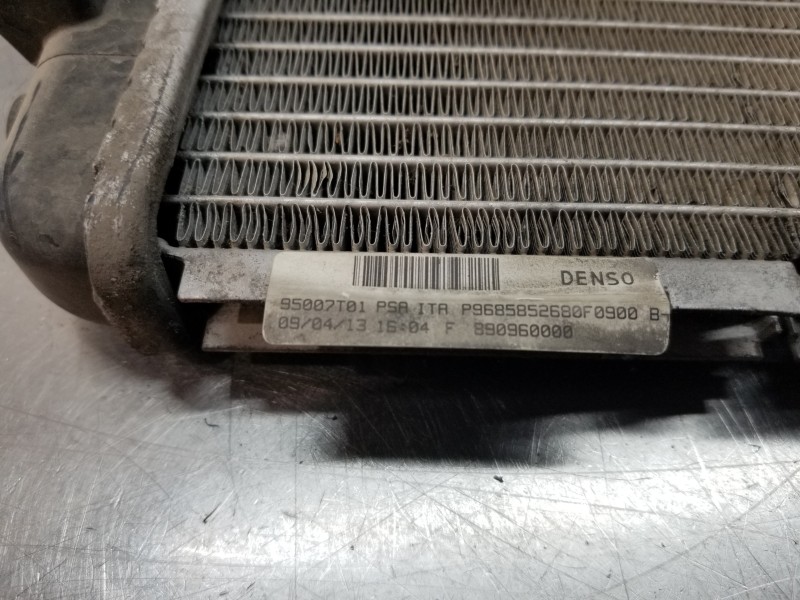 DENSO
95007T01 PSA ITA P9685852680F0900 B-
09/04/13 16:04 F 890960000